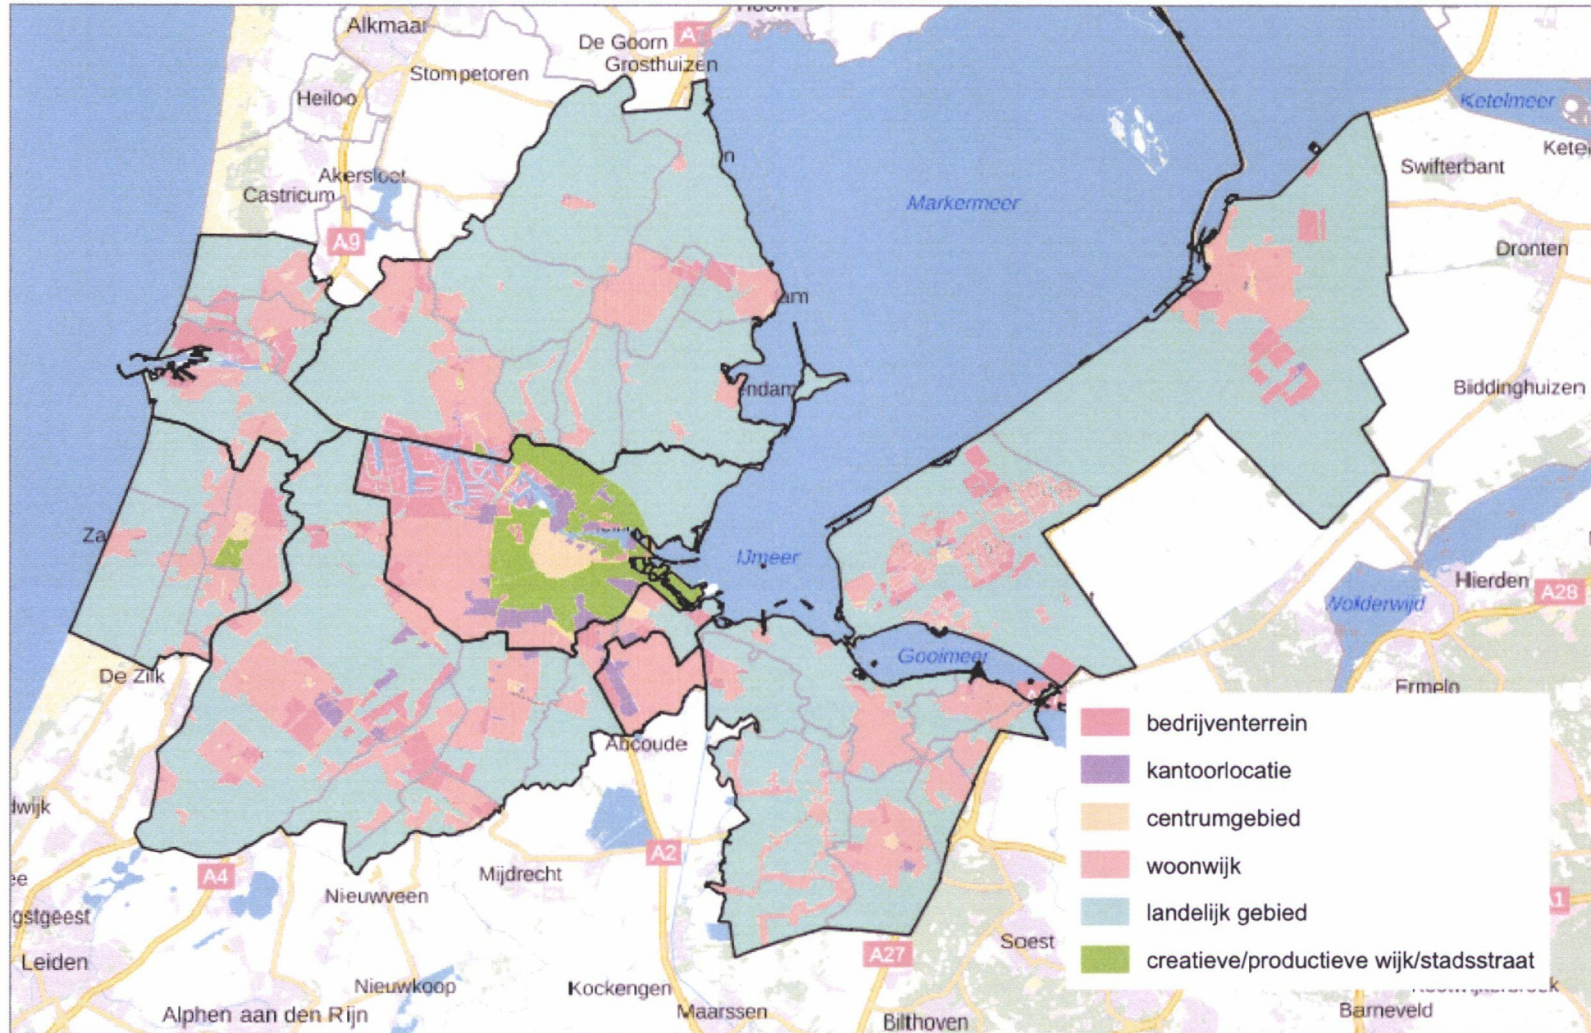 Alkmaar
De Goorn
Grosthuizen
Stompetoren
Heiloo
Ketelmeer
Swifterbant
Akersloot
Castricum
Markermeer
A9
Dronten
Biddinghuizen
IJmeer
Hierden
A28
Wolderwijd
Gooimeer
De Zilk
Ermelo
Abcoude
bedrijventerrein
kantoorlocatie
centrumgebied
woonwijk
landelijk gebied
creatieve/productieve wijk/stadsstraat
A2
Mijdrecht
A4
Nieuwveen
Soest
A27
Leiden
Nieuwkoop
Kockengen
Maarssen
Alphen aan den Rijn
Bilthoven
Barneveld